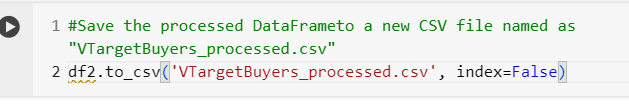 1 #Save the processed DataFrameto a new CSV file named as
"VTargetBuyers_processed.csv"
2 df2.to_csv('VTargetBuyers_processed.csv', index=False)